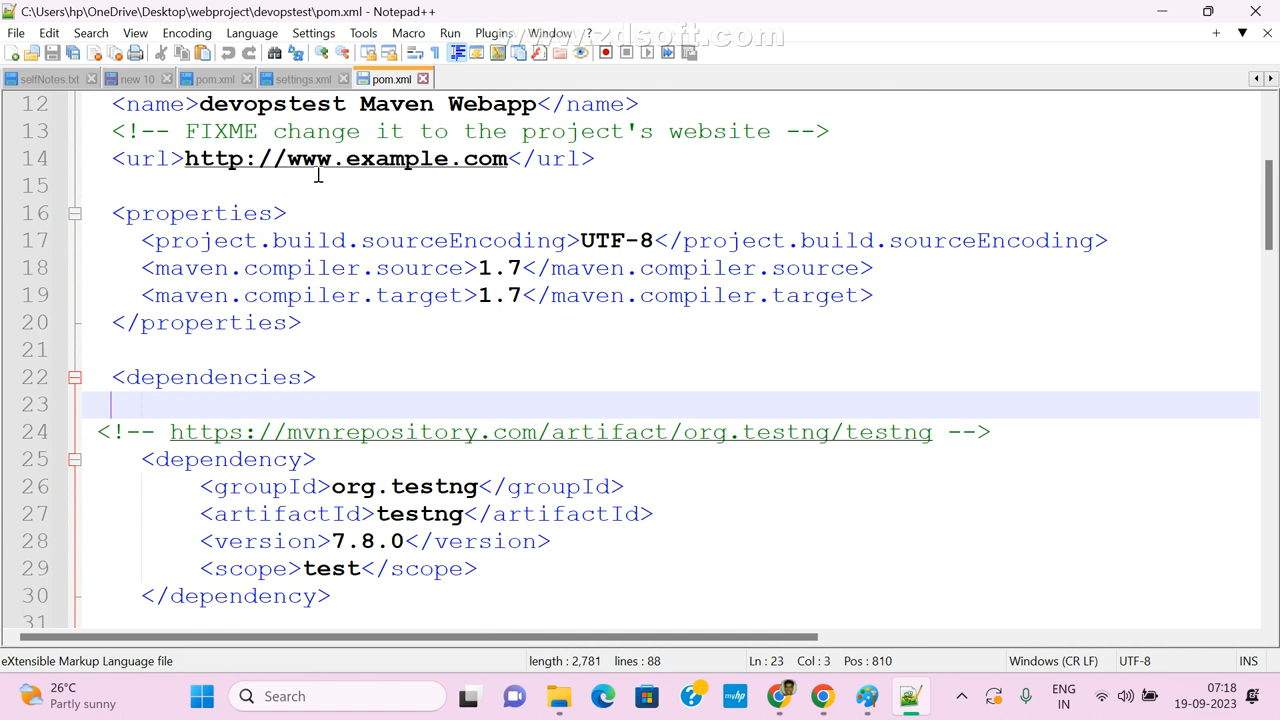 C:\Users\hp\OneDrive\Desktop\webproject\devopstest\pom.xml - Notepad++
File Edit Search View Encoding Language Settings Tools Macro Run Plugins Window ?
www.zdsoft.com
selfNotes.txt new 10 pom.xml settings.xml pom.xml
12 <name>devopstest Maven Webapp</name>
13 <!-- FIXME change it to the project's website -->
14 <url>http://www.example.com</url>
15
16 <properties>
17 <project.build.sourceEncoding>UTF-8</project.build.sourceEncoding>
18 <maven.compiler.source>1.7</maven.compiler.source>
19 <maven.compiler.target>1.7</maven.compiler.target>
20 </properties>
21
22 <dependencies>
23
24 <!-- https://mvnrepository.com/artifact/org.testng/testng -->
25 <dependency>
26 <groupId>org.testng</groupId>
27 <artifactId>testng</artifactId>
28 <version>7.8.0</version>
29 <scope>test</scope>
30 </dependency>
31
eXtensible Markup Language file length : 2,781 lines : 88 Ln : 23 Col : 3 Pos : 810 Windows (CR LF) UTF-8 INS
26°C
Partly sunny
Search
myhp
ENG
IN
07:18
19-09-2023